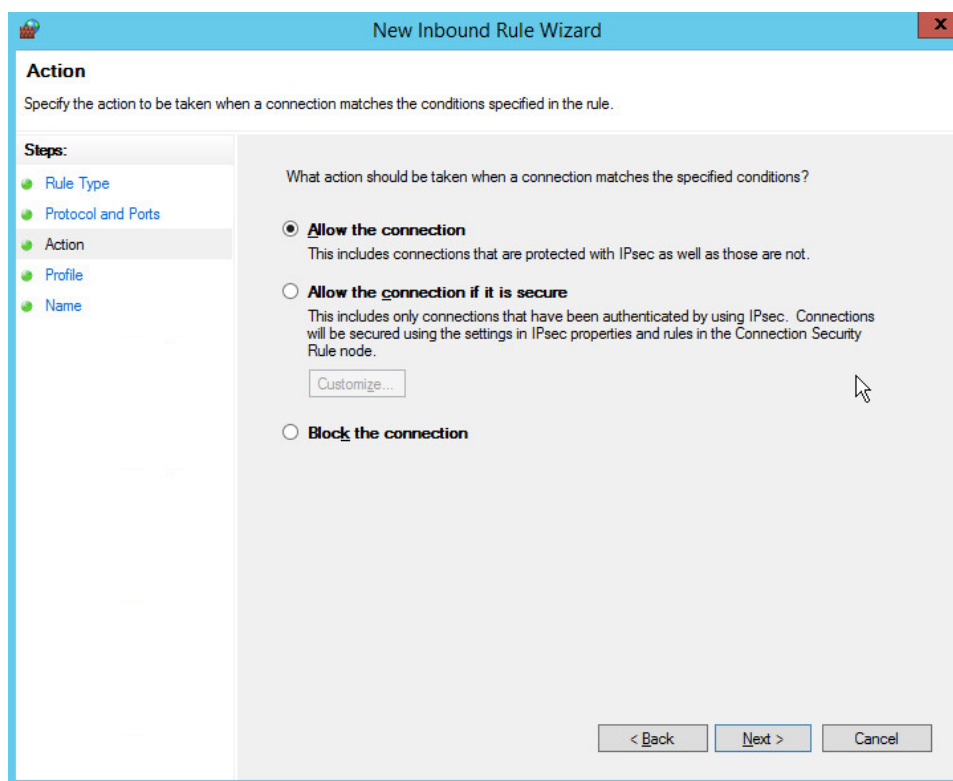 New Inbound Rule Wizard
x
Action
Specify the action to be taken when a connection matches the conditions specified in the rule.
Steps:
Rule Type
Protocol and Ports
Action
Profile
Name
What action should be taken when a connection matches the specified conditions?
Allow the connection
This includes connections that are protected with IPsec as well as those are not.
Allow the connection if it is secure
This includes only connections that have been authenticated by using IPsec. Connections
will be secured using the settings in IPsec properties and rules in the Connection Security
Rule node.
Customize...
Block the connection
< Back
Next >
Cancel